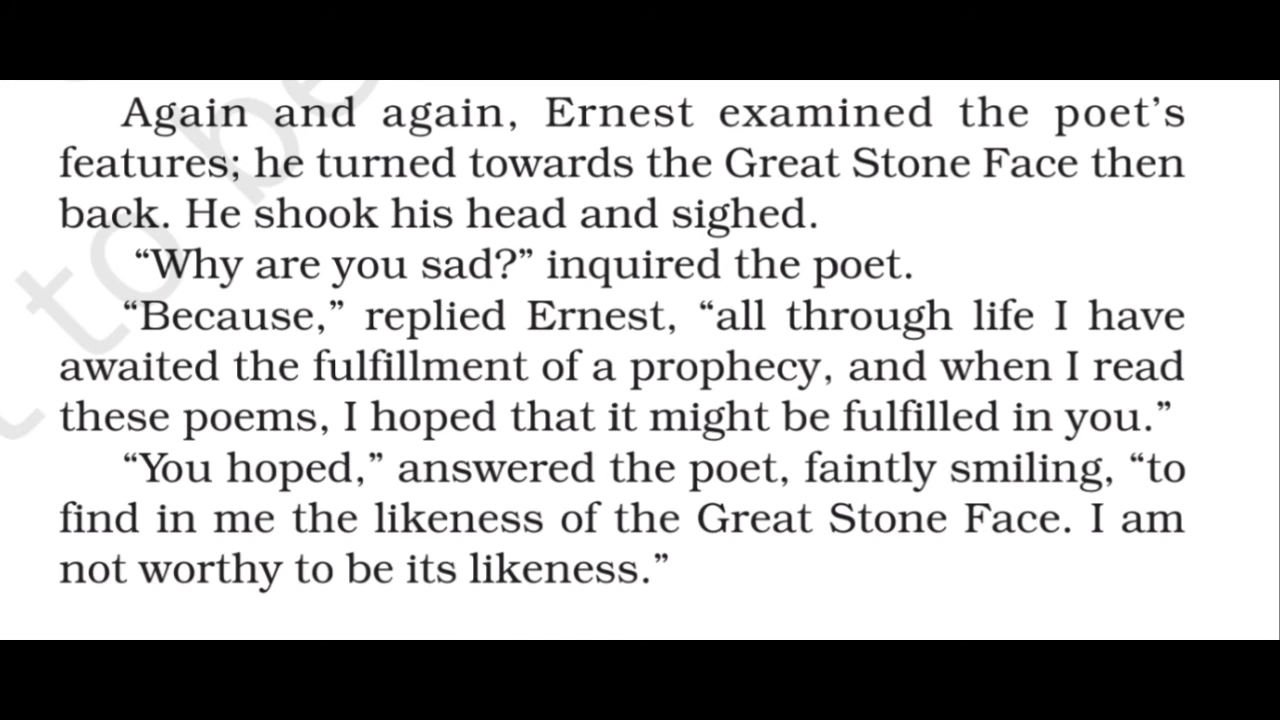 Again and again, Ernest examined the poet’s
features; he turned towards the Great Stone Face then
back. He shook his head and sighed.
“Why are you sad?” inquired the poet.
“Because,” replied Ernest, “all through life I have
awaited the fulfillment of a prophecy, and when I read
these poems, I hoped that it might be fulfilled in you.”
“You hoped,” answered the poet, faintly smiling, “to
find in me the likeness of the Great Stone Face. I am
not worthy to be its likeness.”
to be